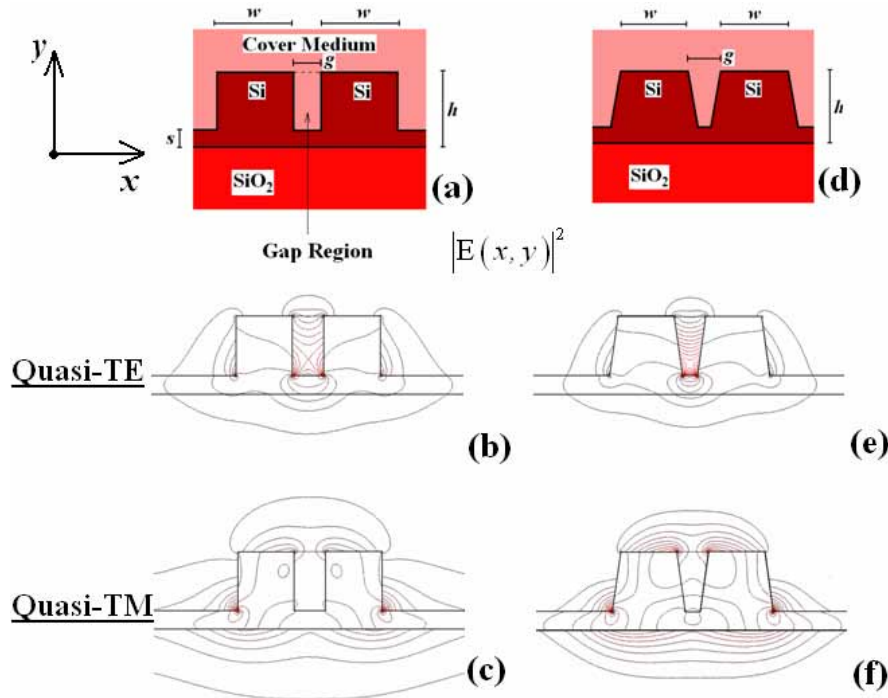 w w
Cover Medium
g
Si Si
h
s
SiO₂
(a)
Gap Region
y
x
w w
g
Si Si
h
SiO₂
(d)
|E(x, y)|²
Quasi-TE
(b)
(e)
Quasi-TM
(c)
(f)